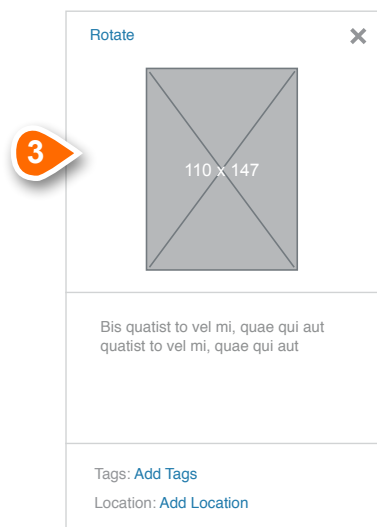 Rotate
3
110 x 147
Bis quatist to vel mi, quae qui aut
quatist to vel mi, quae qui aut
Tags: Add Tags
Location: Add Location